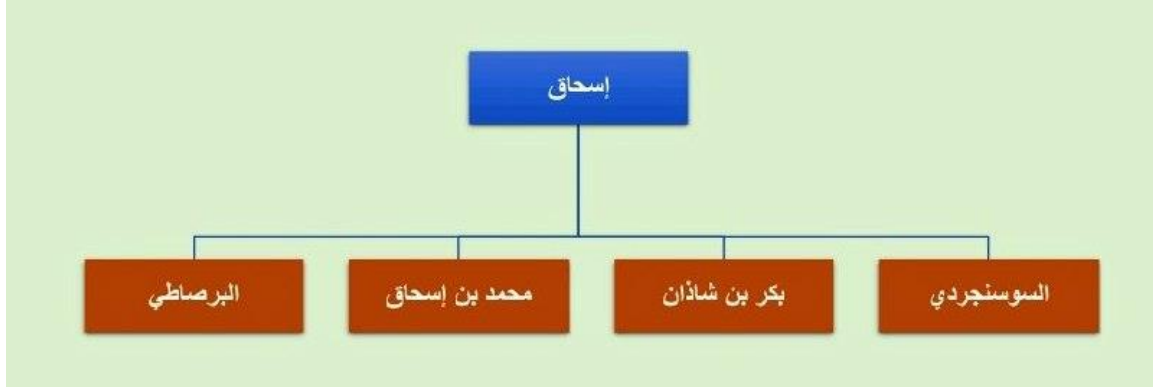 إسحاق
السوسنجردي
بكر بن شاذان
محمد بن إسحاق
البرصاطي